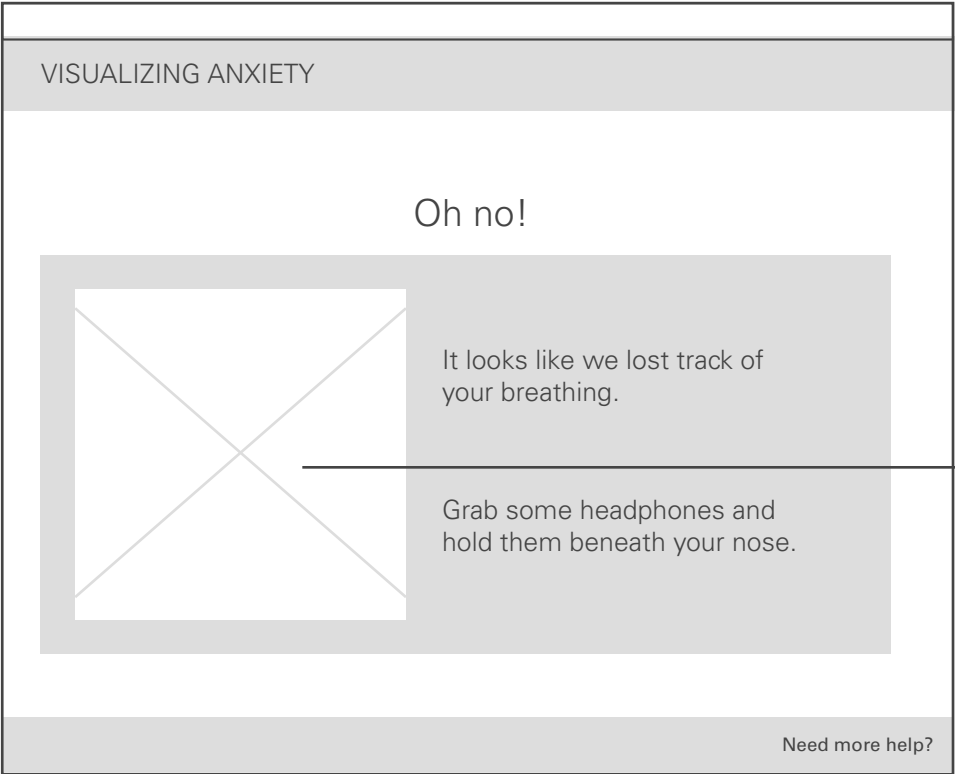 VISUALIZING ANXIETY
Oh no!
It looks like we lost track of
your breathing.
Grab some headphones and
hold them beneath your nose.
Need more help?